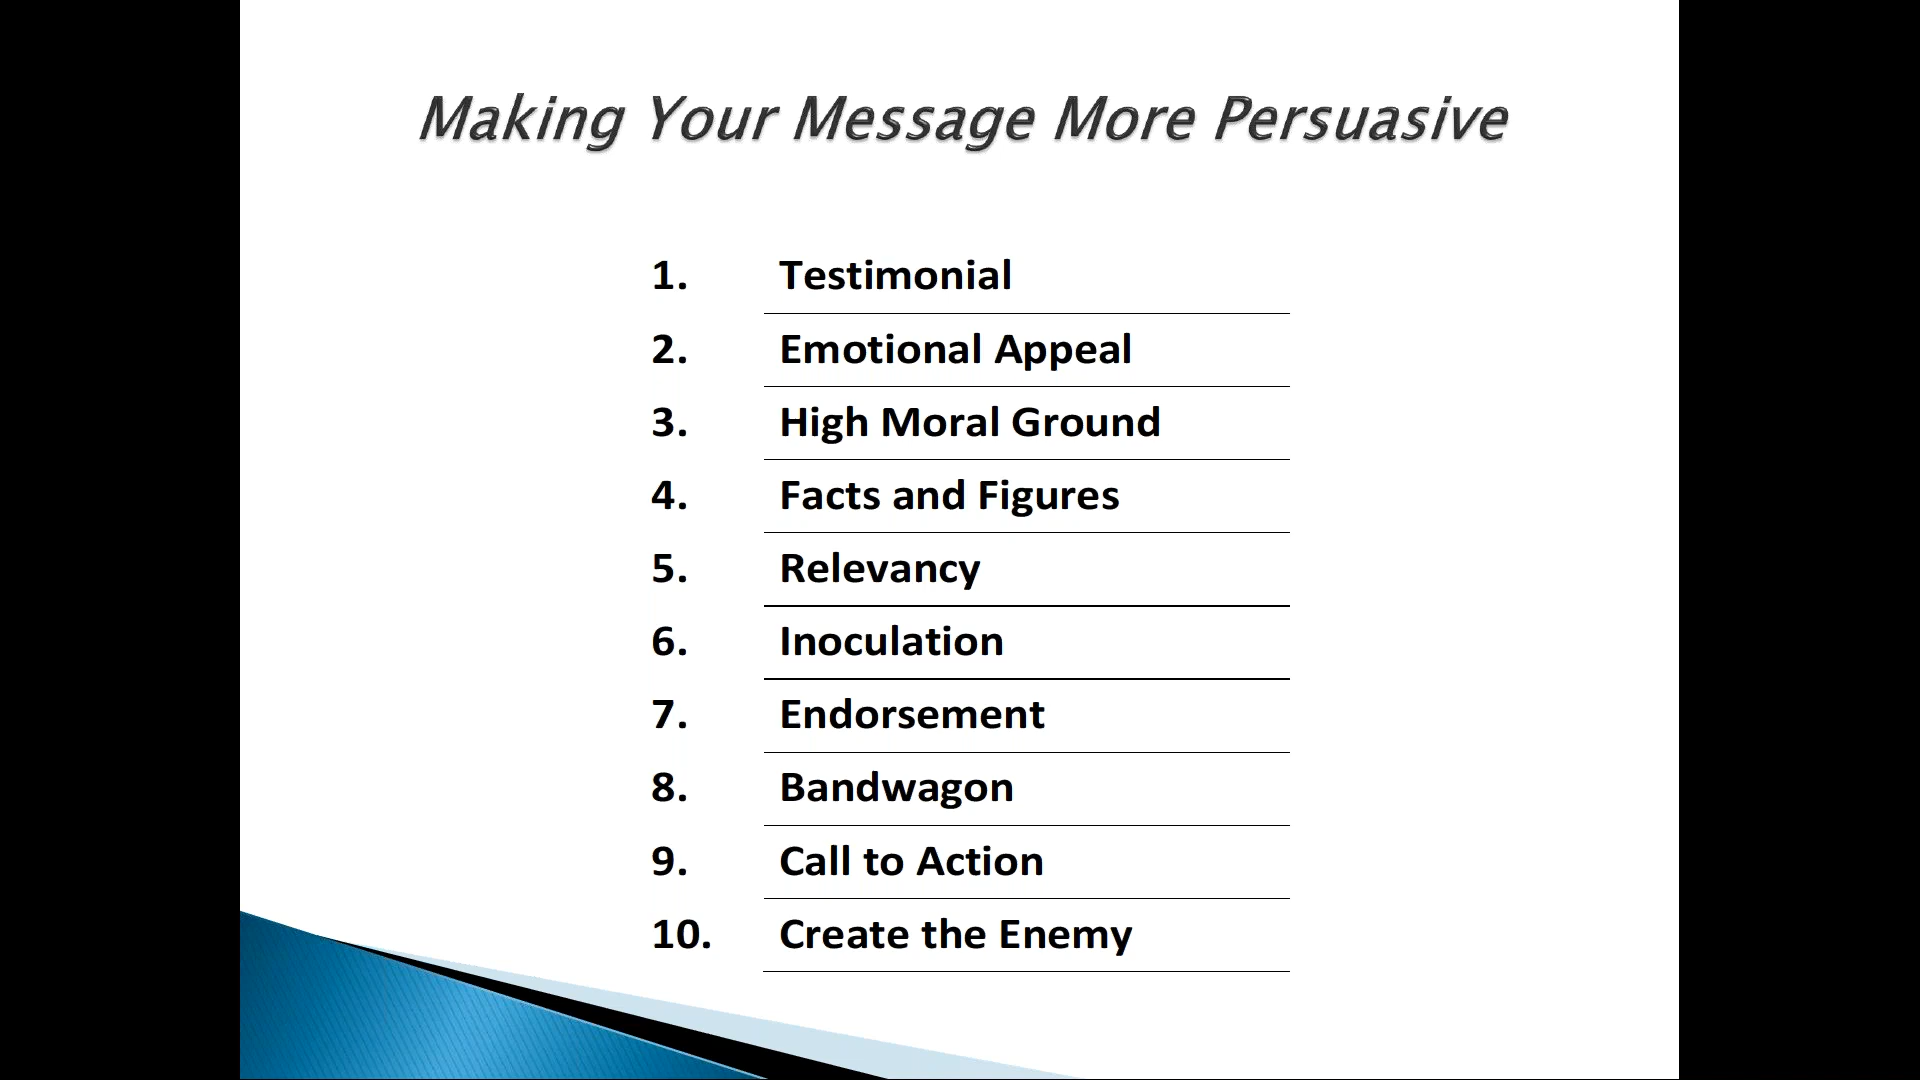 Making Your Message More Persuasive
1. Testimonial
2. Emotional Appeal
3. High Moral Ground
4. Facts and Figures
5. Relevancy
6. Inoculation
7. Endorsement
8. Bandwagon
9. Call to Action
10. Create the Enemy